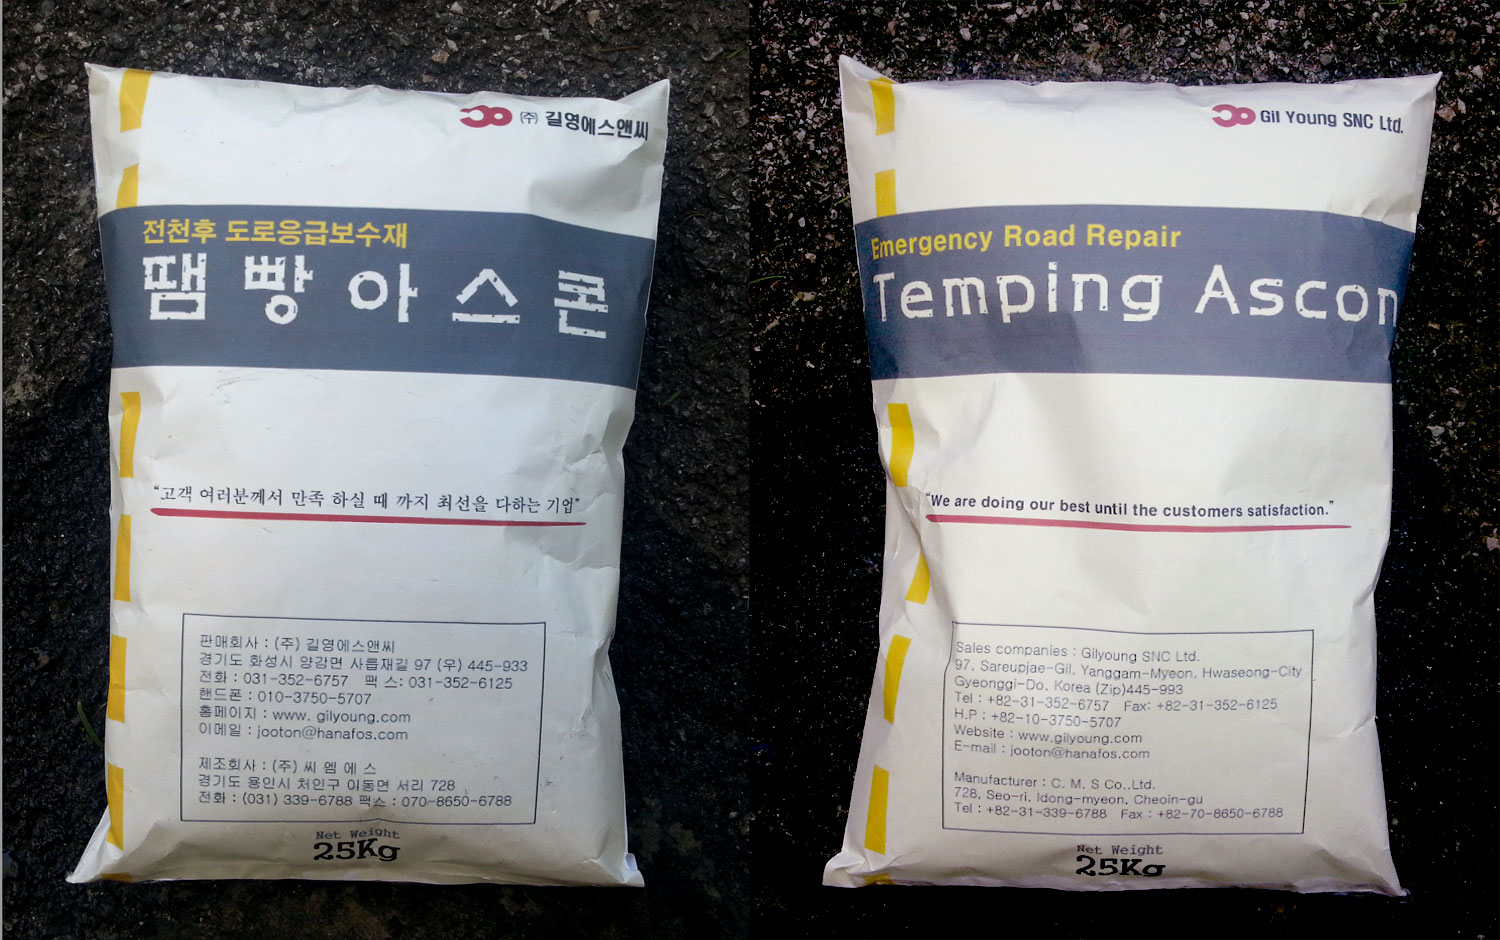 (주) 길영에스앤씨
전천후 도로응급보수재
땜빵아스콘
“고객 여러분께서 만족 하실 때 까지 최선을 다하는 기업”
판매회사 : (주) 길영에스앤씨
경기도 화성시 양감면 사릅재길 97 (우) 445-933
전화 : 031-352-6757 팩 스: 031-352-6125
핸드폰 : 010-3750-5707
홈페이지 : www. gilyoung.com
이메일 : jooton@hanafos.com
제조회사 : (주) 씨 엠 에 스
경기도 용인시 처인구 이동면 서리 728
전화 : (031) 339-6788 팩스 : 070-8650-6788
Net Weight
25Kg
Gil Young SNC Ltd.
Emergency Road Repair
Temping Ascon
“We are doing our best until the customers satisfaction.”
Sales companies : Gilyoung SNC Ltd.
97, Sareupjae-Gil, Yanggam-Myeon, Hwaseong-City
Gyeonggi-Do, Korea (Zip)445-993
Tel : +82-31-352-6757 Fax: +82-31-352-6125
H.P : +82-10-3750-5707
Website : www.gilyoung.com
E-mail : jooton@hanafos.com
Manufacturer : C. M. S Co.,Ltd.
728, Seo-ri, Idong-myeon, Cheoin-gu
Tel : +82-31-339-6788 Fax : +82-70-8650-6788
Net Weight
25Kg